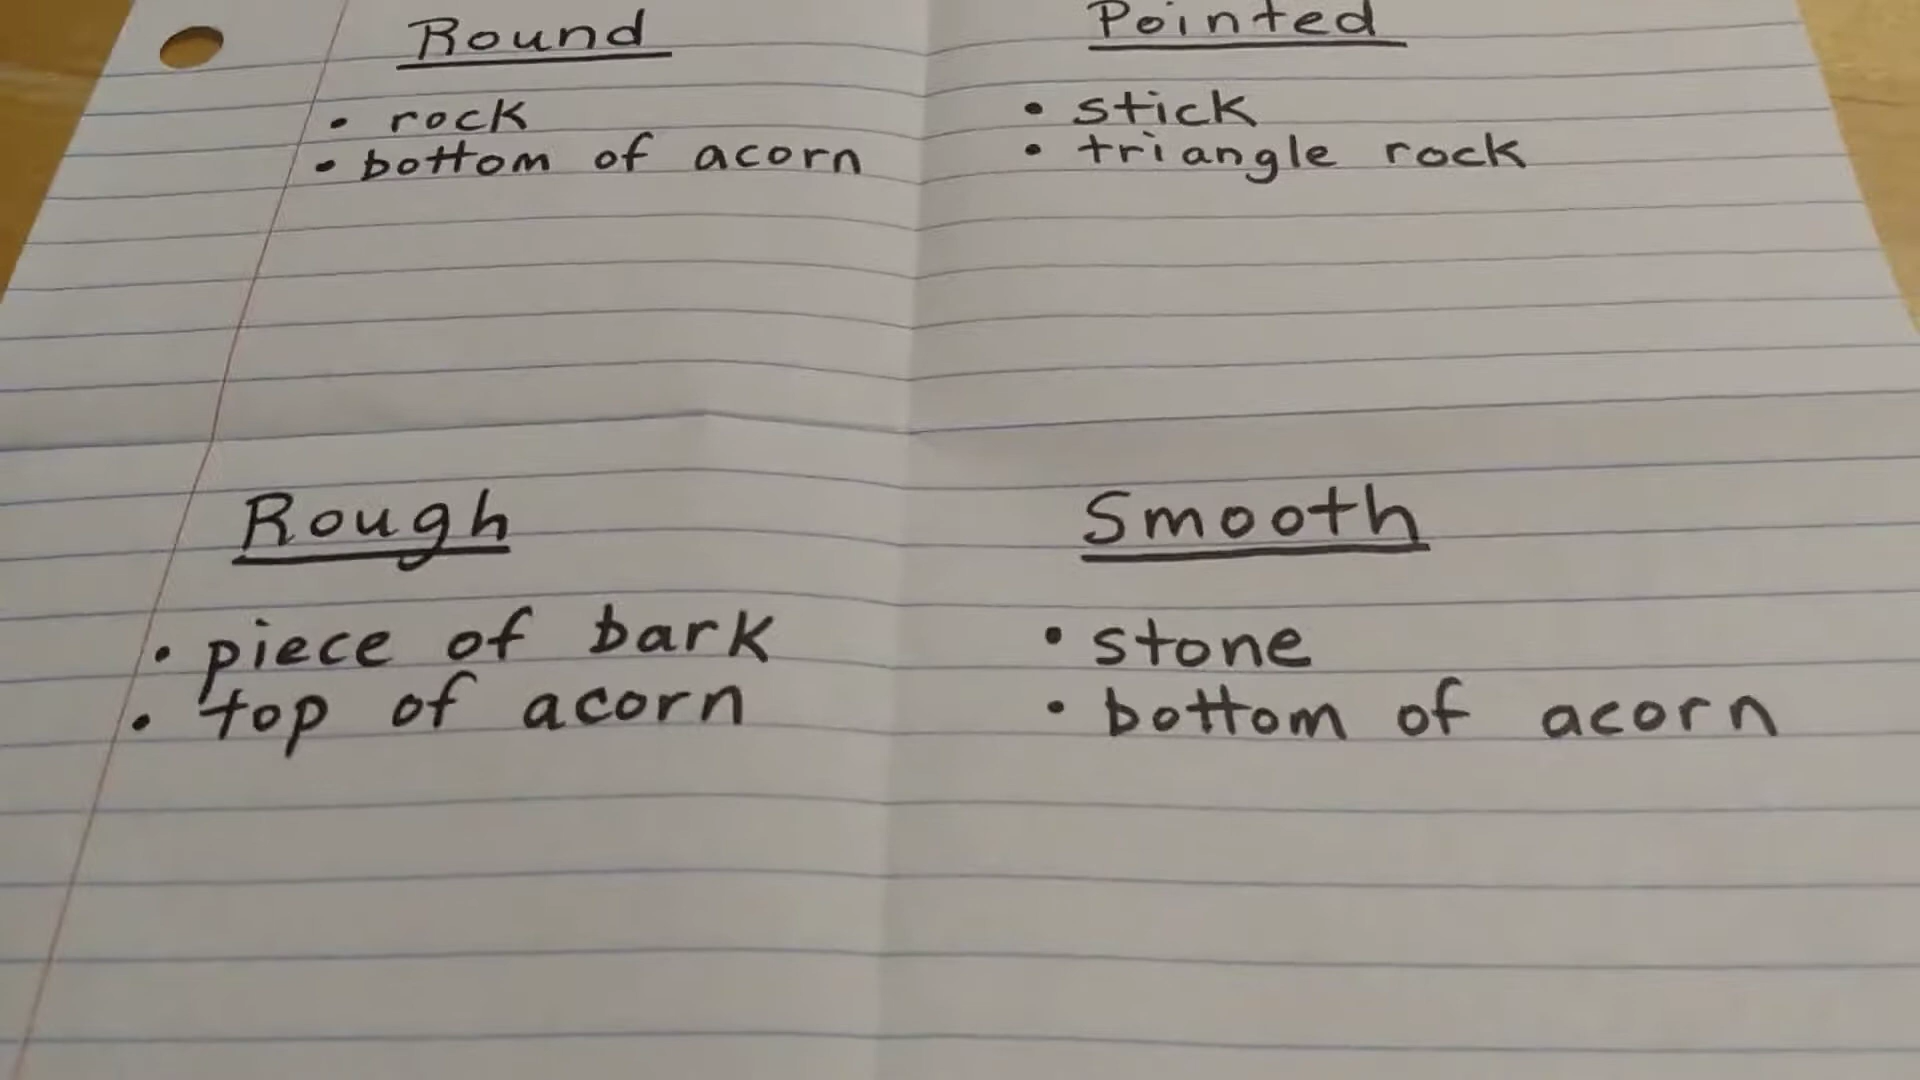 Round
• rock
• bottom of acorn
Pointed
• stick
• triangle rock
Rough
• piece of bark
• top of acorn
Smooth
• stone
• bottom of acorn